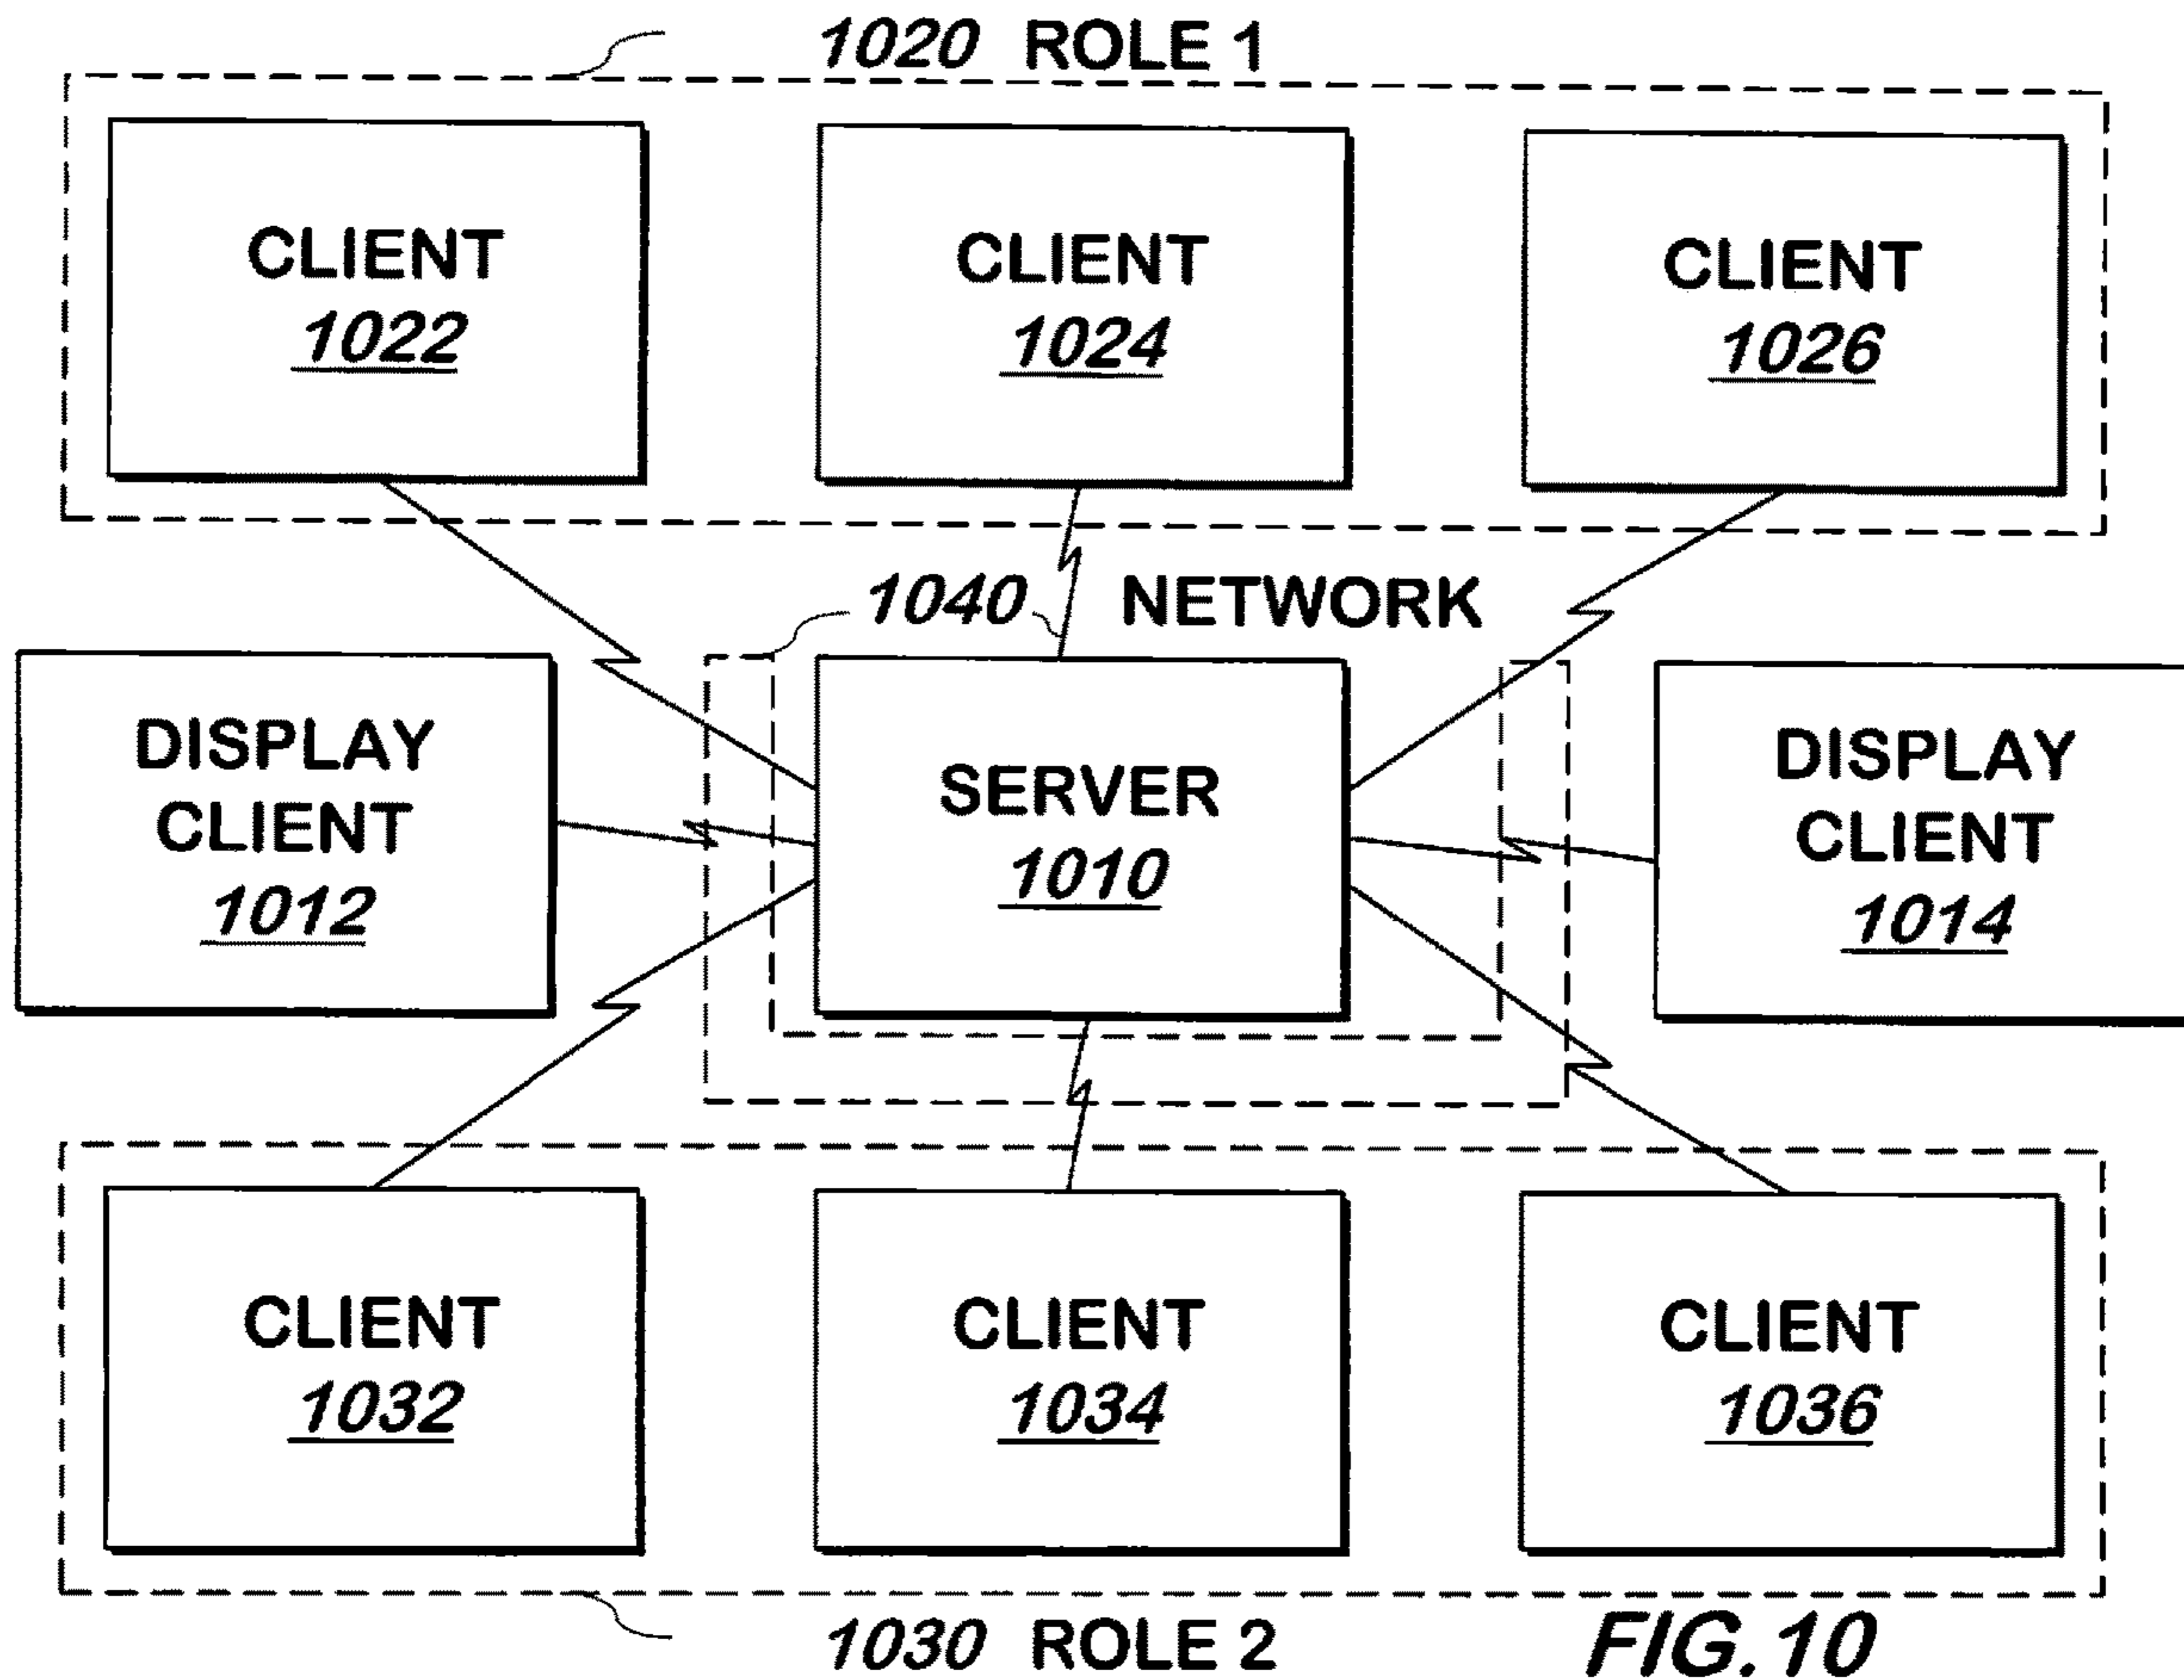 1020 ROLE 1
CLIENT
1022
CLIENT
1024
CLIENT
1026
1040 NETWORK
DISPLAY
CLIENT
1012
SERVER
1010
DISPLAY
CLIENT
1014
CLIENT
1032
CLIENT
1034
CLIENT
1036
1030 ROLE 2
FIG.10